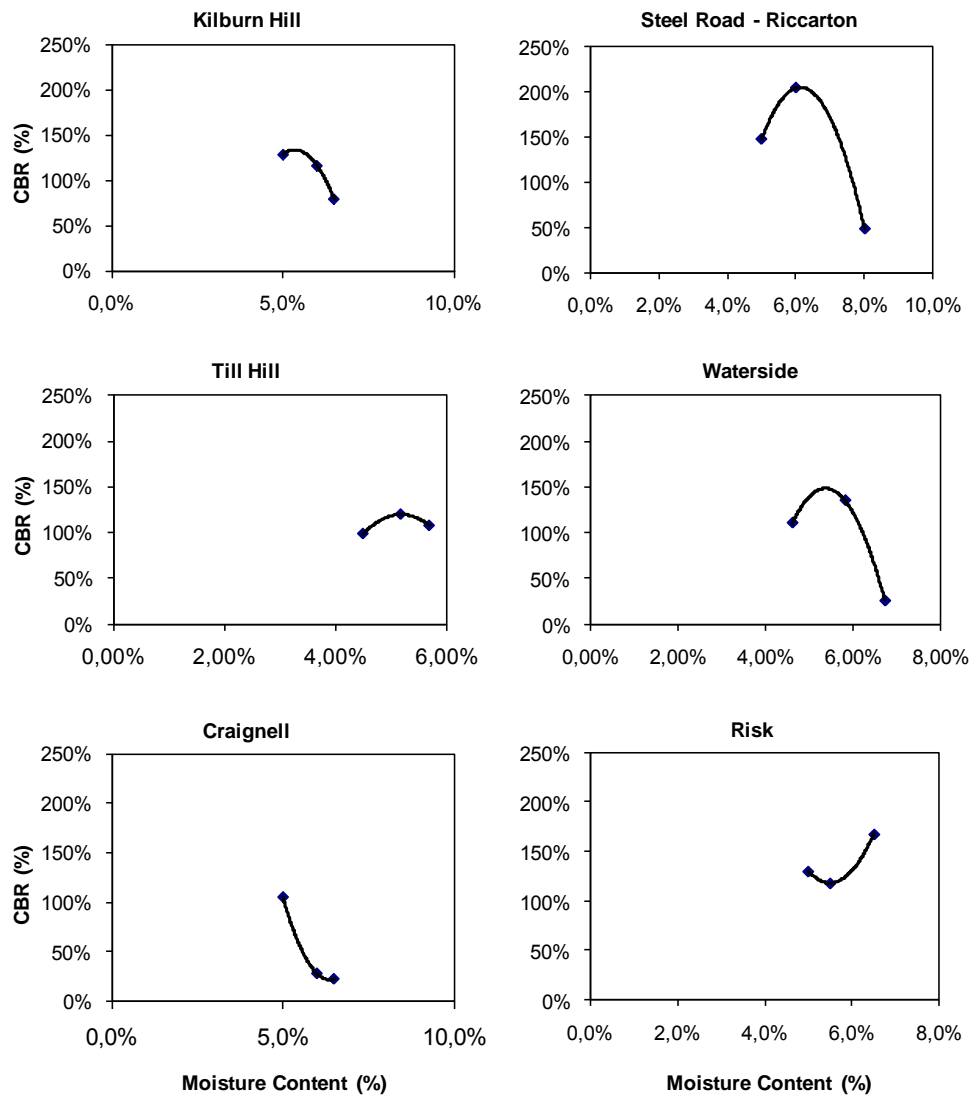 Kilburn Hill
250%
200%
150%
100%
50%
0%
CBR (%)
0,0% 5,0% 10,0%
Steel Road - Riccarton
250%
200%
150%
100%
50%
0%
0,0% 2,0% 4,0% 6,0% 8,0% 10,0%
Till Hill
250%
200%
150%
100%
50%
0%
CBR (%)
0,00% 2,00% 4,00% 6,00%
Waterside
250%
200%
150%
100%
50%
0%
0,00% 2,00% 4,00% 6,00% 8,00%
Craignell
250%
200%
150%
100%
50%
0%
CBR (%)
0,0% 5,0% 10,0%
Moisture Content (%)
Risk
250%
200%
150%
100%
50%
0%
0,0% 2,0% 4,0% 6,0% 8,0%
Moisture Content (%)